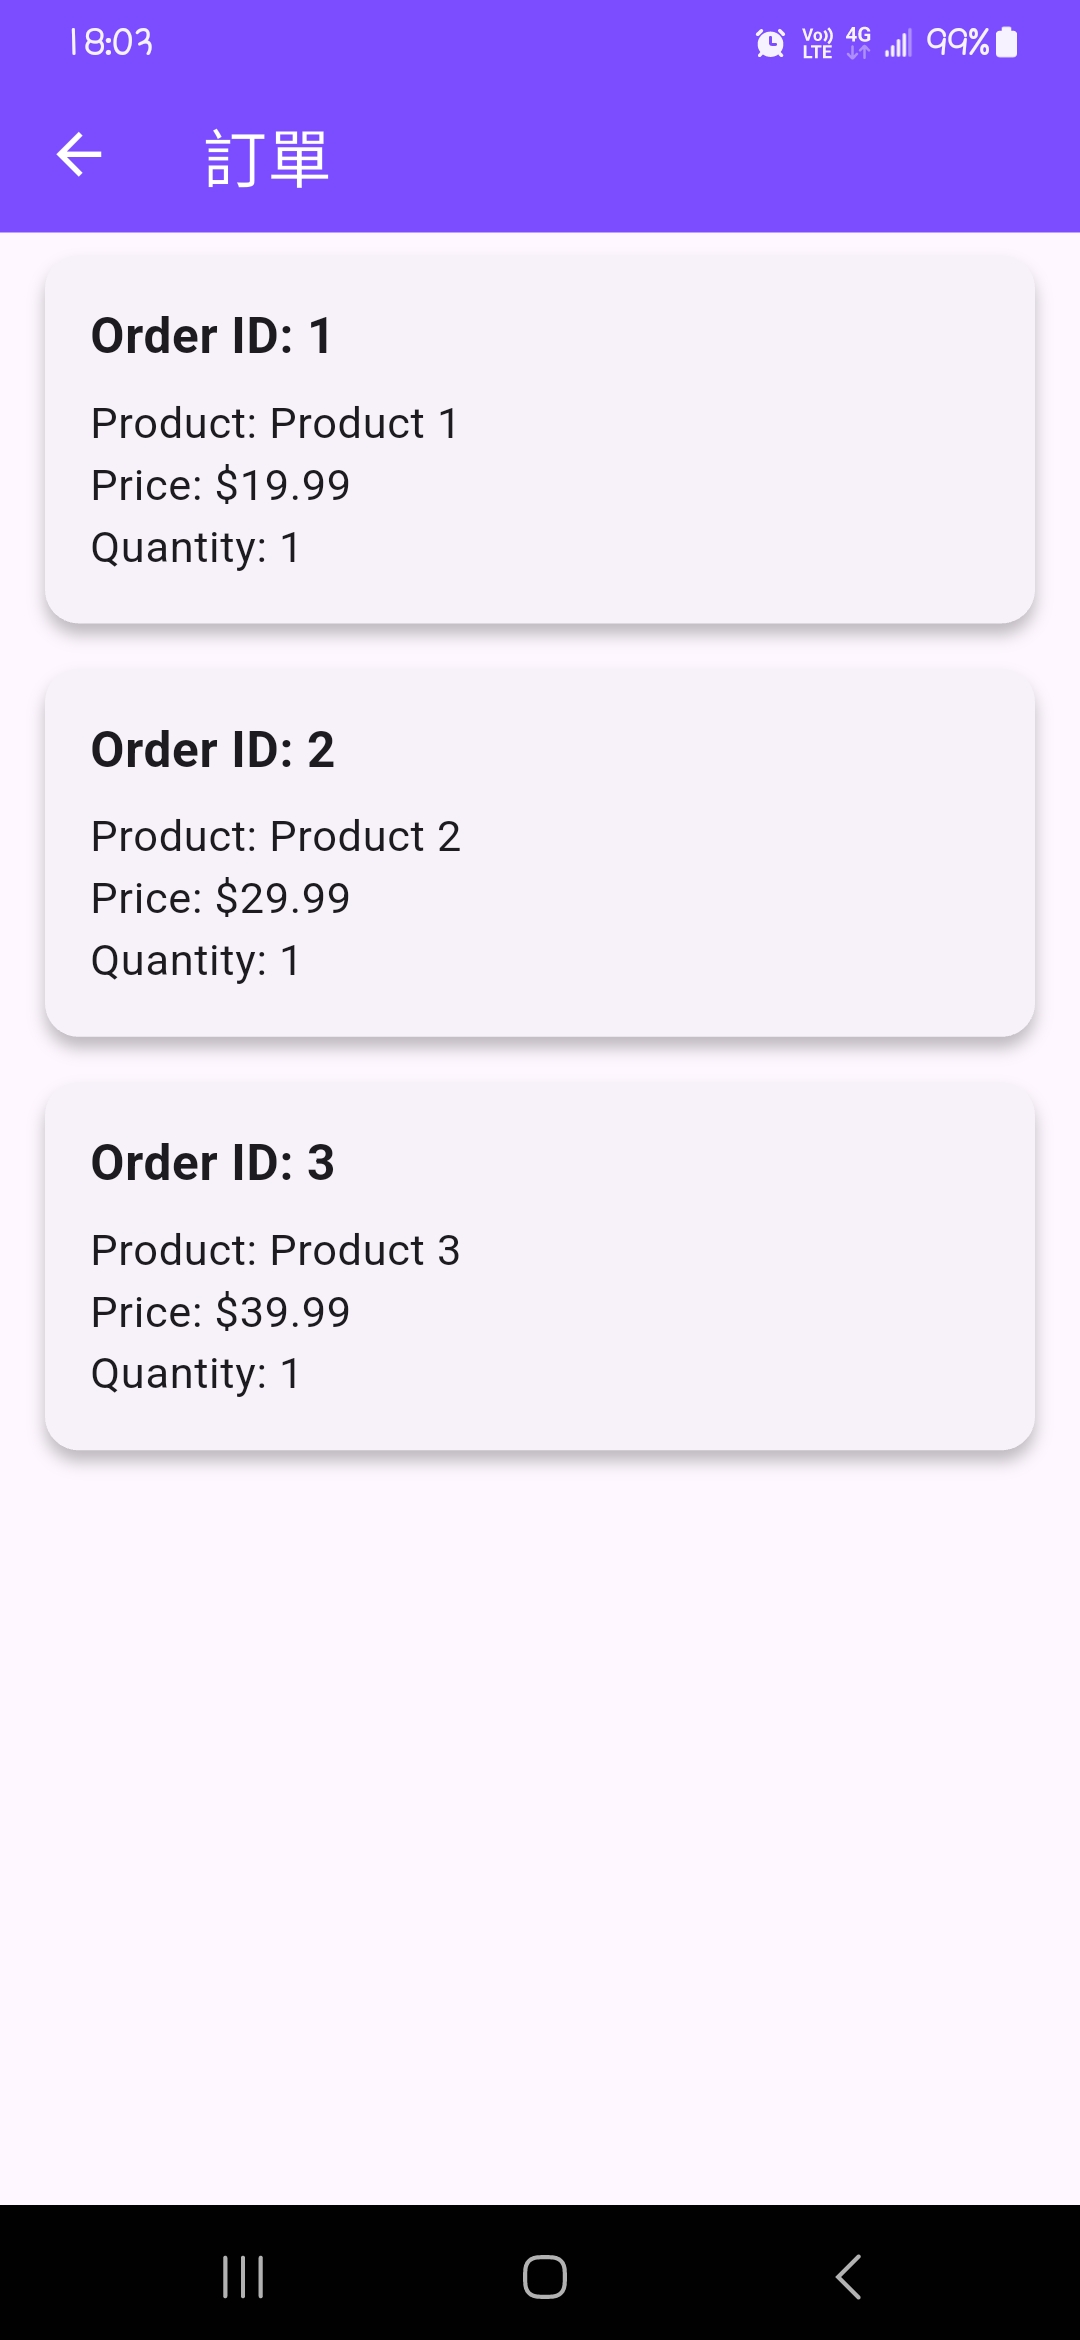 18:03 Vo)) LTE 4G 99%
訂單
Order ID: 1
Product: Product 1
Price: $19.99
Quantity: 1
Order ID: 2
Product: Product 2
Price: $29.99
Quantity: 1
Order ID: 3
Product: Product 3
Price: $39.99
Quantity: 1